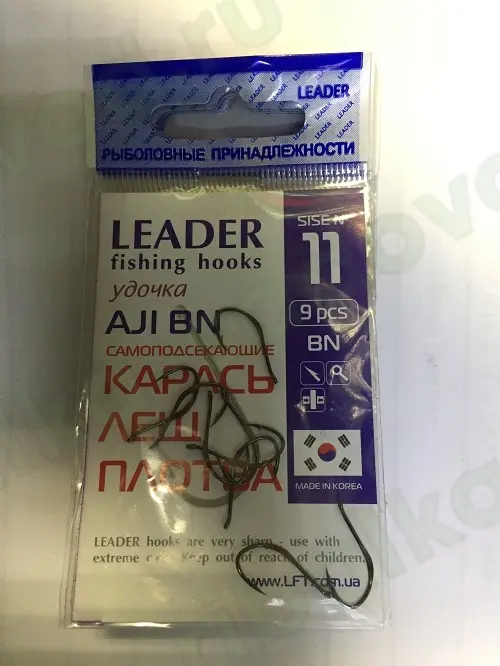 LEADER
РЫБОЛОВНЫЕ ПРИНАДЛЕЖНОСТИ
LEADER
fishing hooks
удочка
AJI BN
САМОПОДСЕКАЮЩИЕ
КАРАСЬ
ЛЕЩ
ПЛОТВА
SISE №
11
9 pcs
BN
MADE IN KOREA
LEADER hooks are very sharp - use with
extreme care. Keep out of reach of children.
www.LFT.com.ua